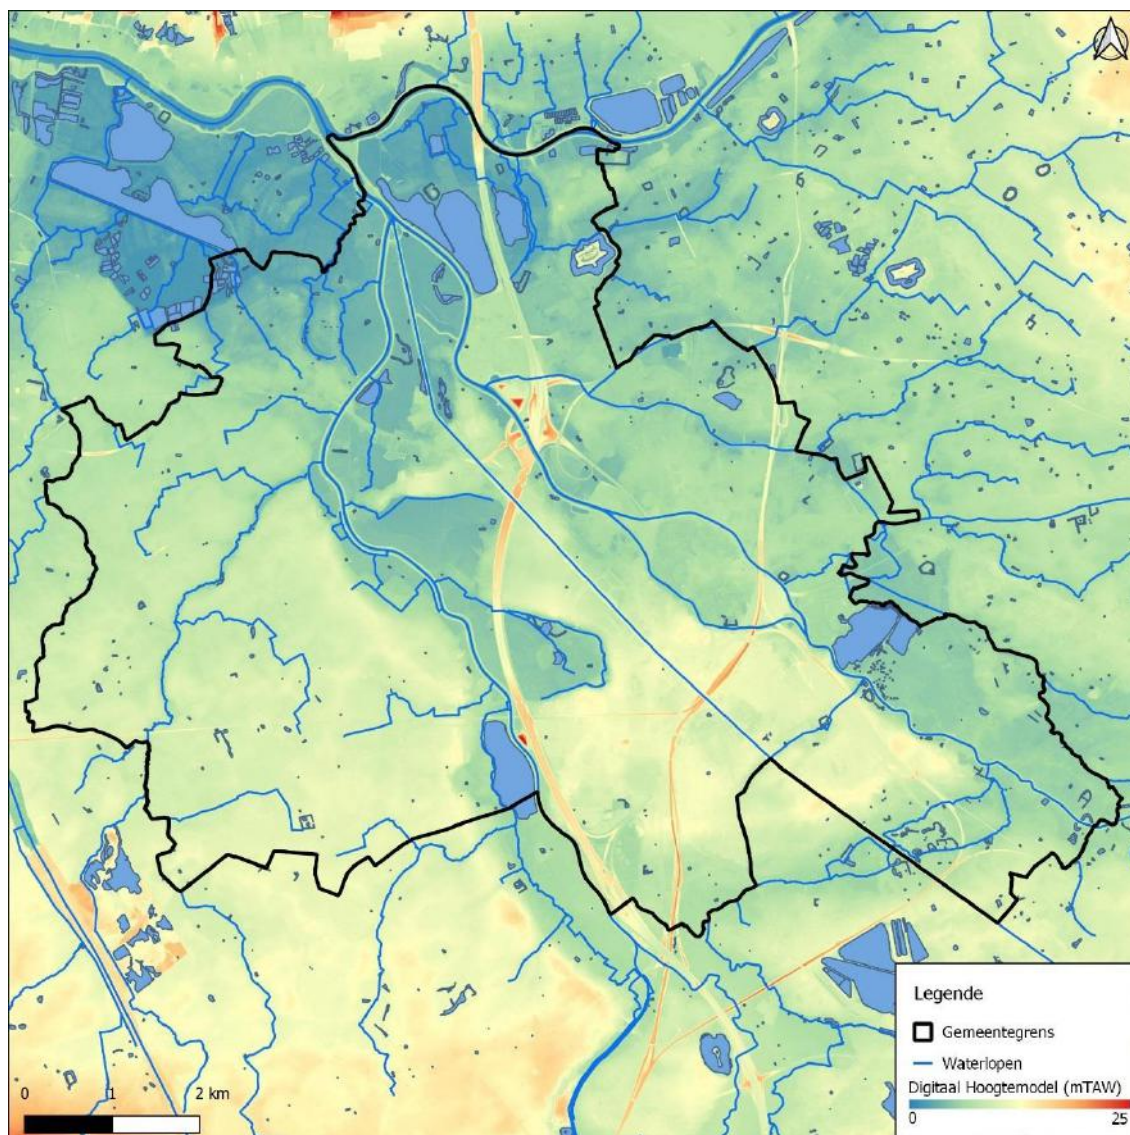 0 1 2 km
Legende
Gemeentegrens
Waterlopen
Digitaal Hoogtemodel (mTAW)
0 25